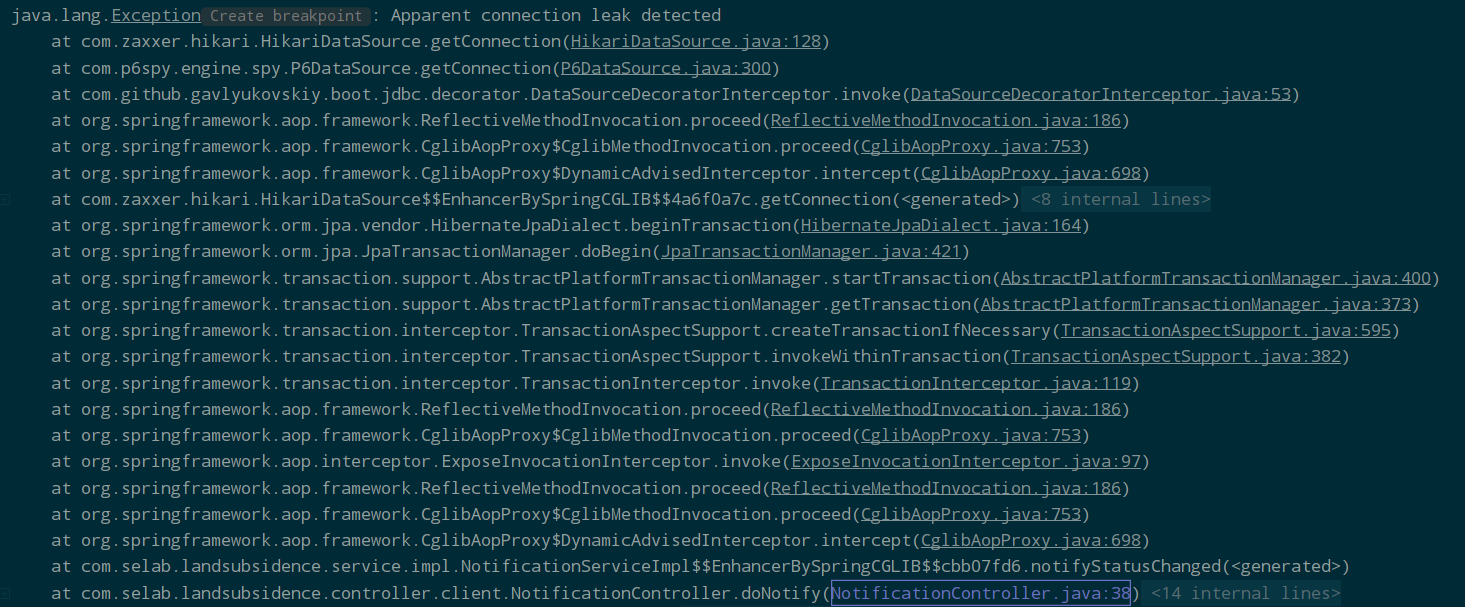 java.lang.Exception Create breakpoint : Apparent connection leak detected
at com.zaxxer.hikari.HikariDataSource.getConnection(HikariDataSource.java:128)
at com.p6spy.engine.spy.P6DataSource.getConnection(P6DataSource.java:300)
at com.github.gavlyukovskiy.boot.jdbc.decorator.DataSourceDecoratorInterceptor.invoke(DataSourceDecoratorInterceptor.java:53)
at org.springframework.aop.framework.ReflectiveMethodInvocation.proceed(ReflectiveMethodInvocation.java:186)
at org.springframework.aop.framework.CglibAopProxy$CglibMethodInvocation.proceed(CglibAopProxy.java:753)
at org.springframework.aop.framework.CglibAopProxy$DynamicAdvisedInterceptor.intercept(CglibAopProxy.java:698)
at com.zaxxer.hikari.HikariDataSource$$EnhancerBySpringCGLIB$$4a6f0a7c.getConnection(<generated>) <8 internal lines>
at org.springframework.orm.jpa.vendor.HibernateJpaDialect.beginTransaction(HibernateJpaDialect.java:164)
at org.springframework.orm.jpa.JpaTransactionManager.doBegin(JpaTransactionManager.java:421)
at org.springframework.transaction.support.AbstractPlatformTransactionManager.startTransaction(AbstractPlatformTransactionManager.java:400)
at org.springframework.transaction.support.AbstractPlatformTransactionManager.getTransaction(AbstractPlatformTransactionManager.java:373)
at org.springframework.transaction.interceptor.TransactionAspectSupport.createTransactionIfNecessary(TransactionAspectSupport.java:595)
at org.springframework.transaction.interceptor.TransactionAspectSupport.invokeWithinTransaction(TransactionAspectSupport.java:382)
at org.springframework.transaction.interceptor.TransactionInterceptor.invoke(TransactionInterceptor.java:119)
at org.springframework.aop.framework.ReflectiveMethodInvocation.proceed(ReflectiveMethodInvocation.java:186)
at org.springframework.aop.framework.CglibAopProxy$CglibMethodInvocation.proceed(CglibAopProxy.java:753)
at org.springframework.aop.interceptor.ExposeInvocationInterceptor.invoke(ExposeInvocationInterceptor.java:97)
at org.springframework.aop.framework.ReflectiveMethodInvocation.proceed(ReflectiveMethodInvocation.java:186)
at org.springframework.aop.framework.CglibAopProxy$CglibMethodInvocation.proceed(CglibAopProxy.java:753)
at org.springframework.aop.framework.CglibAopProxy$DynamicAdvisedInterceptor.intercept(CglibAopProxy.java:698)
at com.selab.landsubsidence.service.impl.NotificationServiceImpl$$EnhancerBySpringCGLIB$$cbb07fd6.notifyStatusChanged(<generated>)
at com.selab.landsubsidence.controller.client.NotificationController.doNotify(NotificationController.java:38) <14 internal lines>